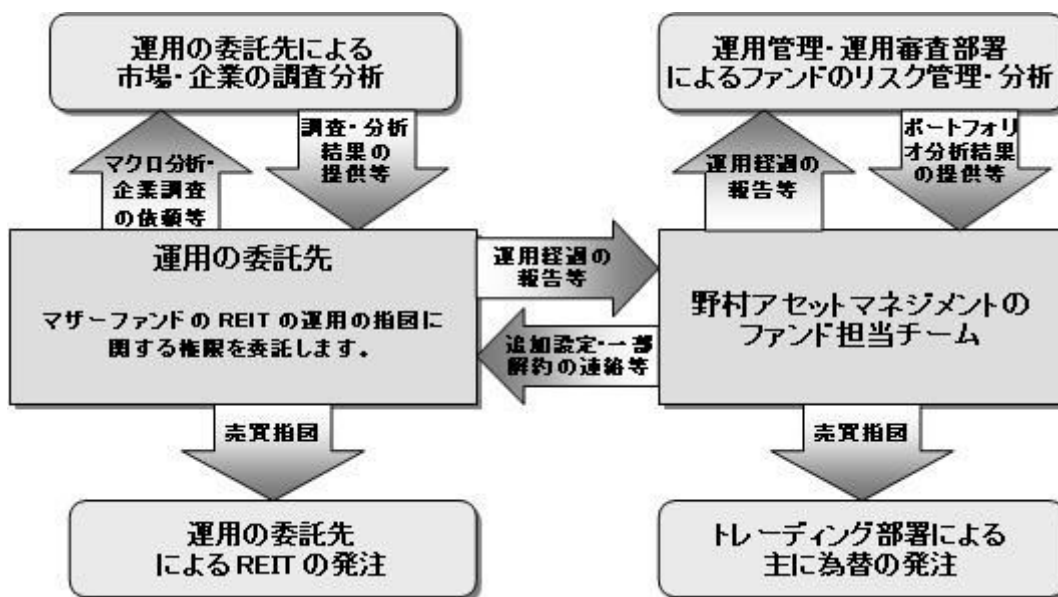 運用の委託先による
市場・企業の調査分析
運用管理・運用審査部署
によるファンドのリスク管理・分析
マクロ分析・
企業調査
の依頼等
調査・分析
結果の
提供等
運用経過の
報告等
ポートフォリ
オ分析結果
の提供等
運用の委託先
マザーファンドのREITの運用の指図に
関する権限を委託します。
運用経過の
報告等
追加設定・一部
解約の連絡等
野村アセットマネジメントの
ファンド担当チーム
売買指図
売買指図
運用の委託先
によるREITの発注
トレーディング部署による
主に為替の発注